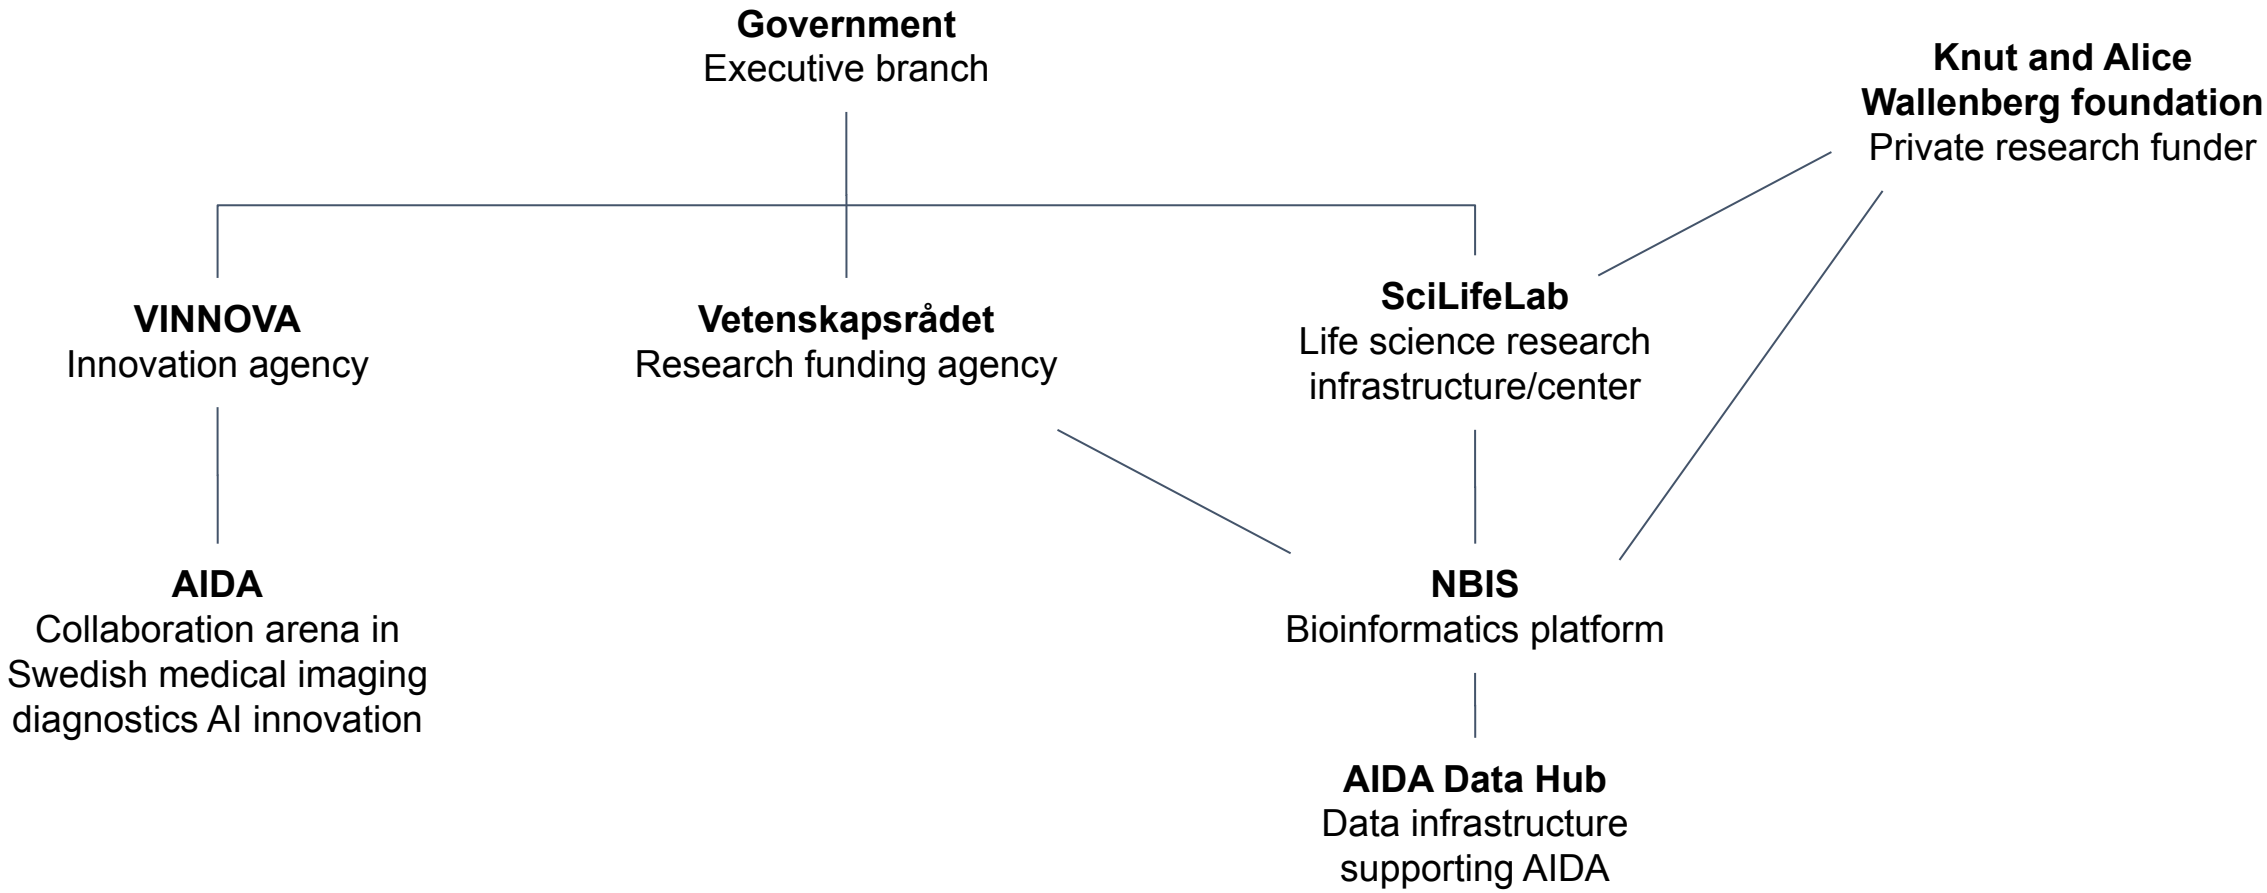 Government
Executive branch
Knut and Alice
Wallenberg foundation
Private research funder
VINNOVA
Innovation agency
Vetenskapsrådet
Research funding agency
SciLifeLab
Life science research
infrastructure/center
AIDA
Collaboration arena in
Swedish medical imaging
diagnostics AI innovation
NBIS
Bioinformatics platform
AIDA Data Hub
Data infrastructure
supporting AIDA